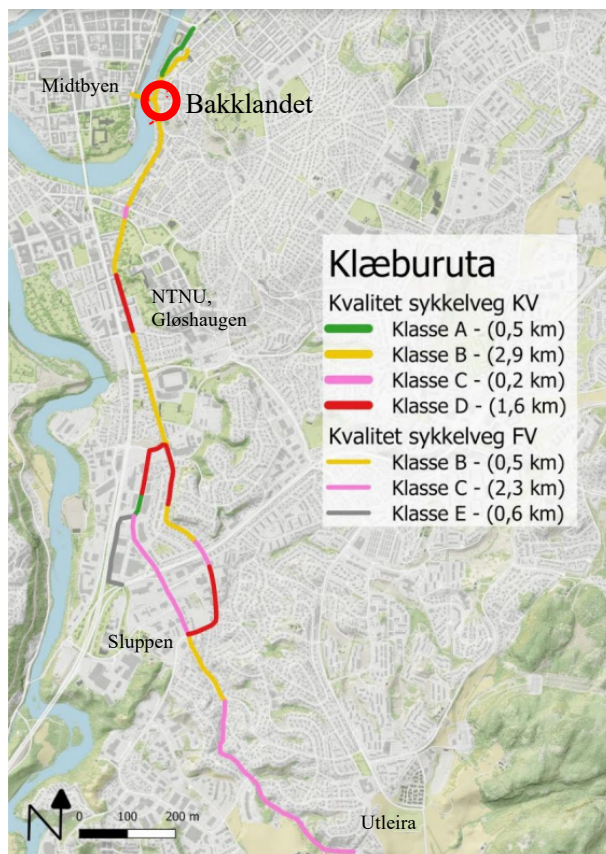 Midtbyen
Bakklandet
NTNU,
Gløshaugen
Klæburuta
Kvalitet sykkelveg KV
Klasse A - (0,5 km)
Klasse B - (2,9 km)
Klasse C - (0,2 km)
Klasse D - (1,6 km)
Kvalitet sykkelveg FV
Klasse B - (0,5 km)
Klasse C - (2,3 km)
Klasse E - (0,6 km)
Sluppen
Utleira
N
0 100 200 m